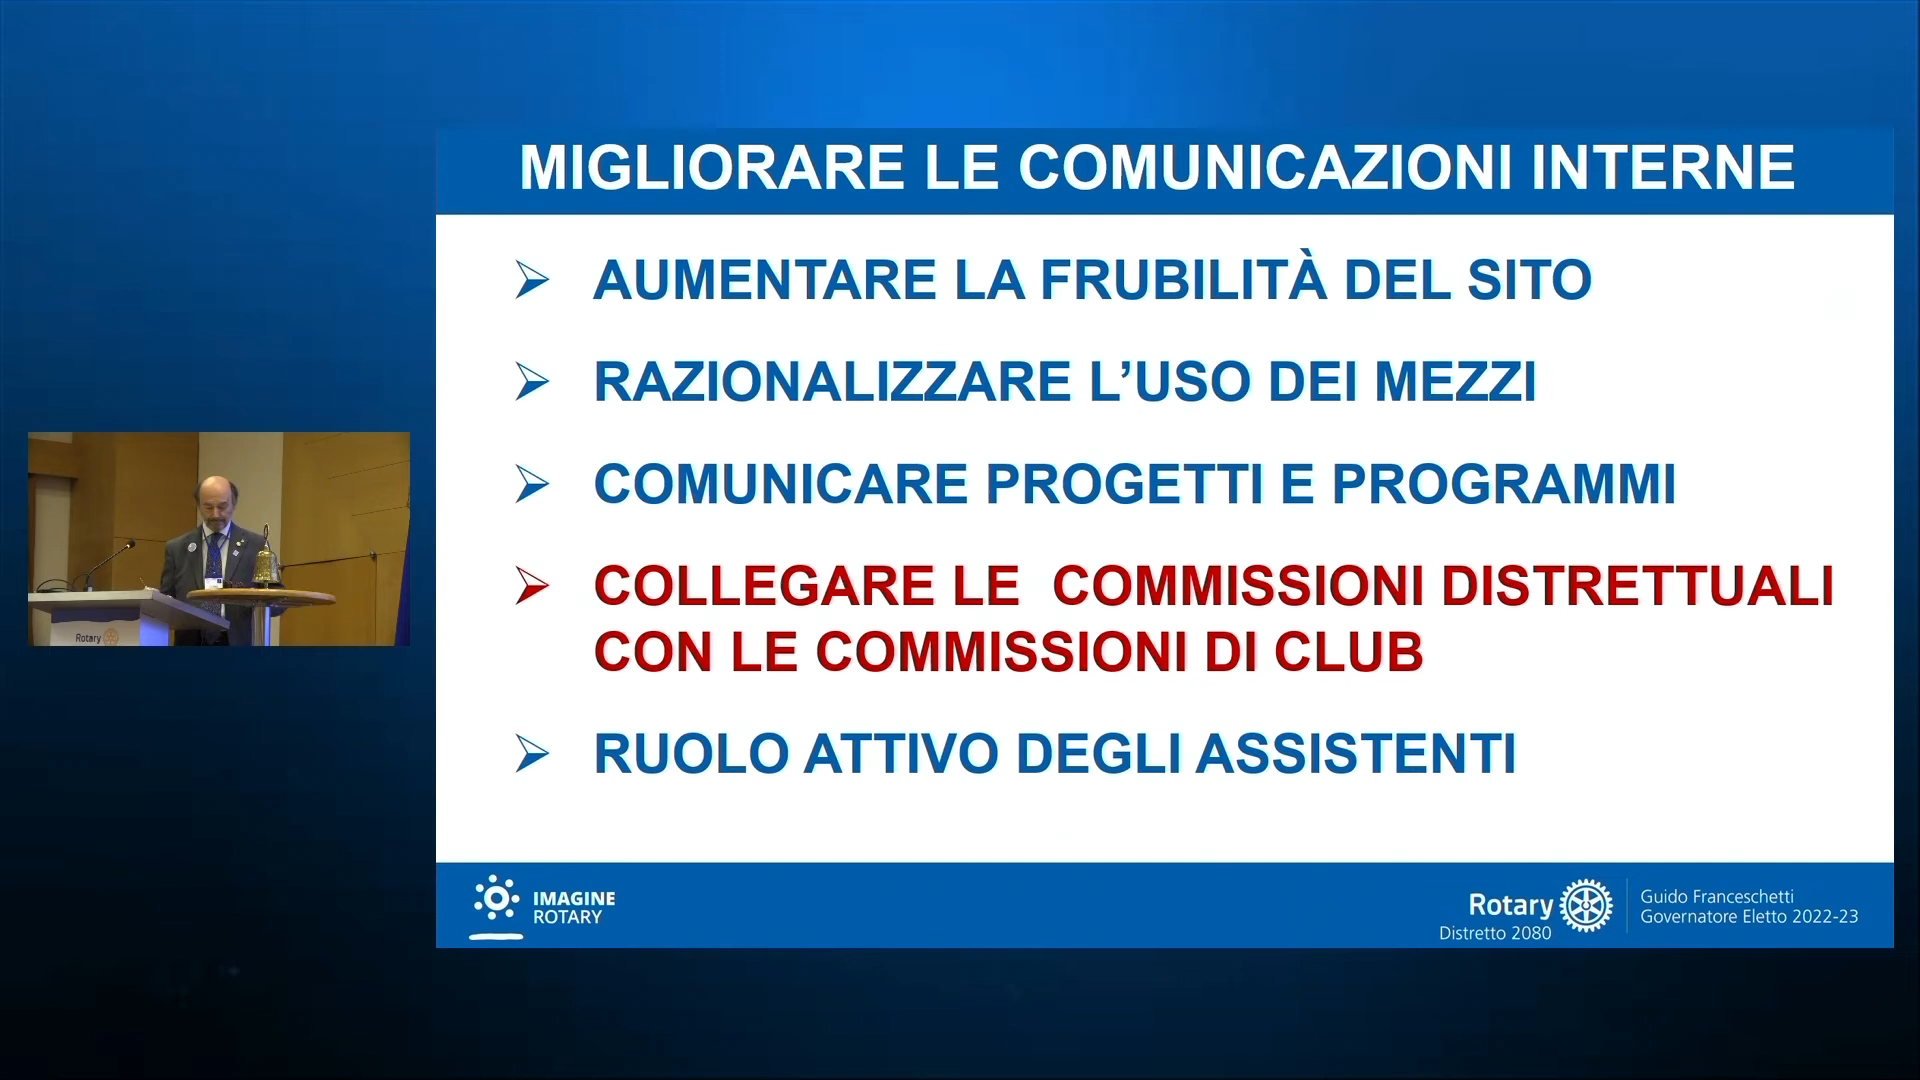 MIGLIORARE LE COMUNICAZIONI INTERNE
AUMENTARE LA FRUBILITÀ DEL SITO
RAZIONALIZZARE L’USO DEI MEZZI
COMUNICARE PROGETTI E PROGRAMMI
COLLEGARE LE COMMISSIONI DISTRETTUALI
CON LE COMMISSIONI DI CLUB
RUOLO ATTIVO DEGLI ASSISTENTI
Rotary
IMAGINE
ROTARY
Rotary
Distretto 2080
Guido Franceschetti
Governatore Eletto 2022-23